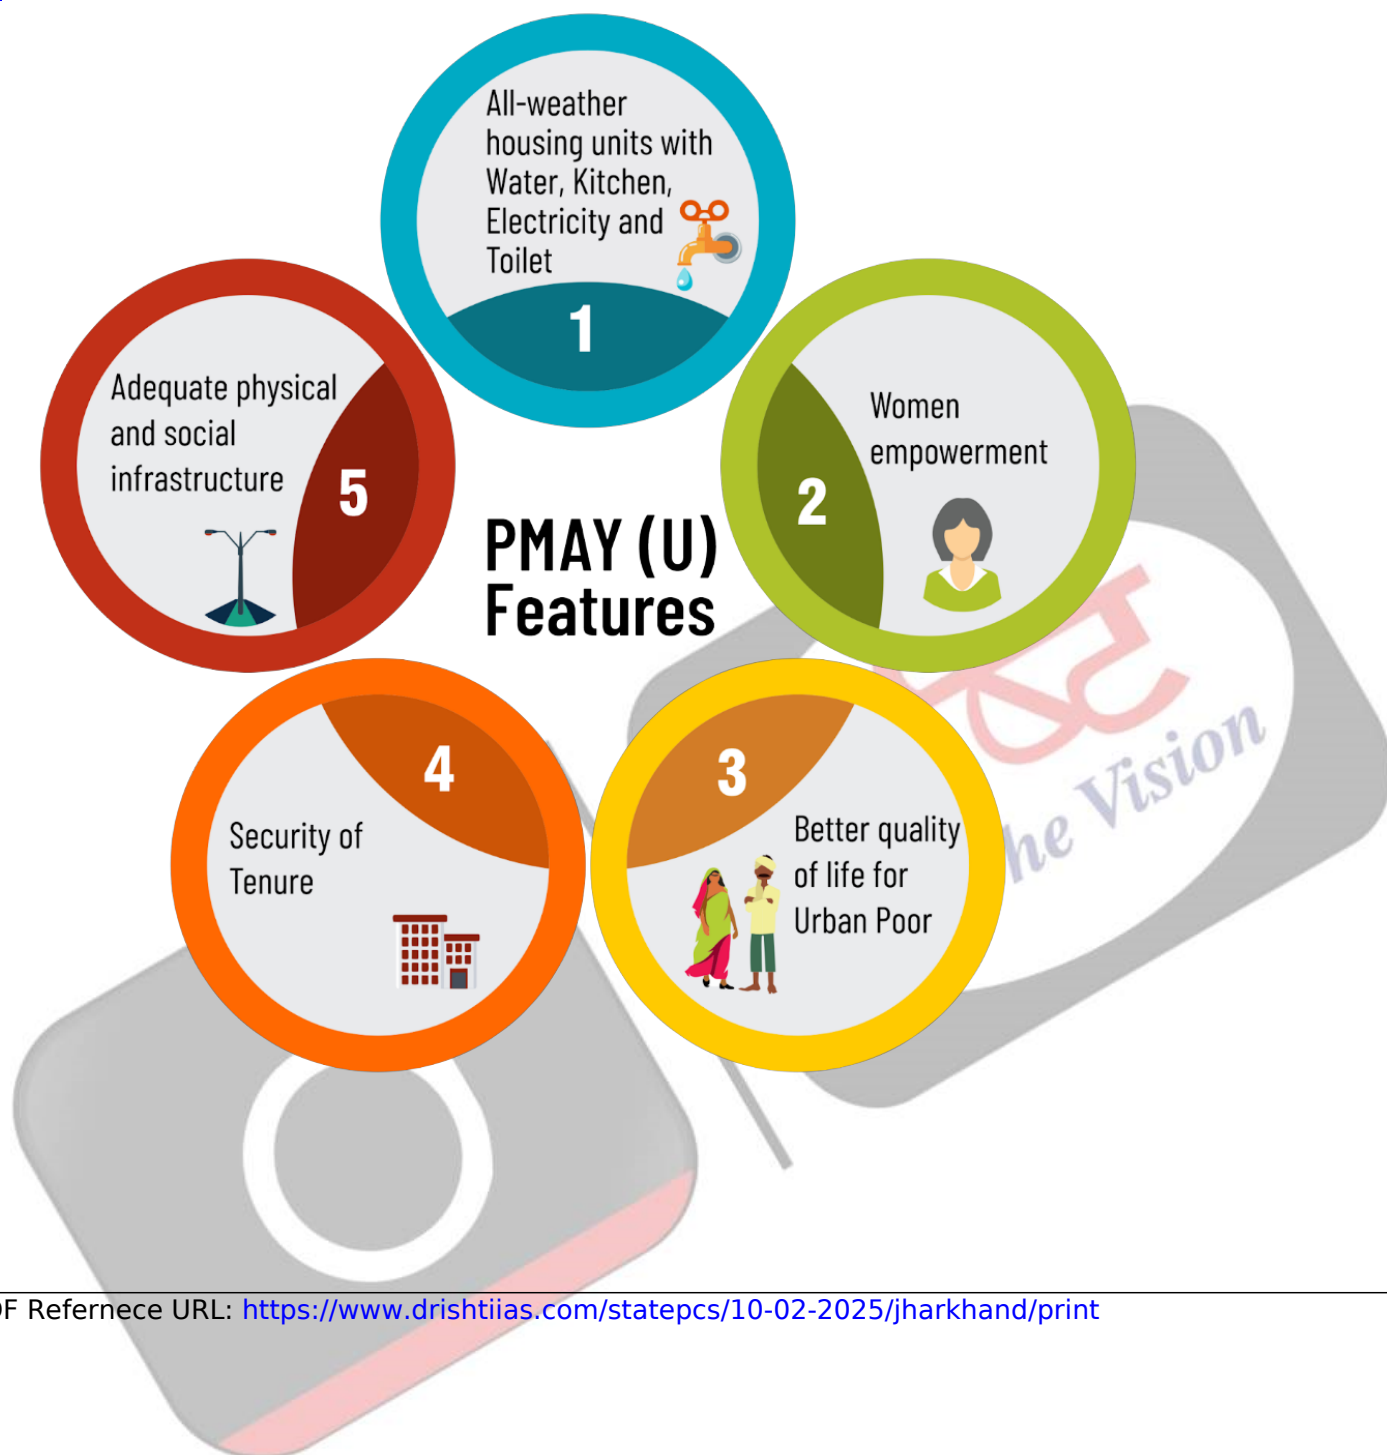 All-weather
housing units with
Water, Kitchen,
Electricity and
Toilet
1
Women
empowerment
2
3
Better quality
of life for
Urban Poor
4
Security of
Tenure
Adequate physical
and social
infrastructure
5
PMAY (U)
Features
he Vision
F Refernece URL: https://www.drishtiias.com/statepcs/10-02-2025/jharkhand/print